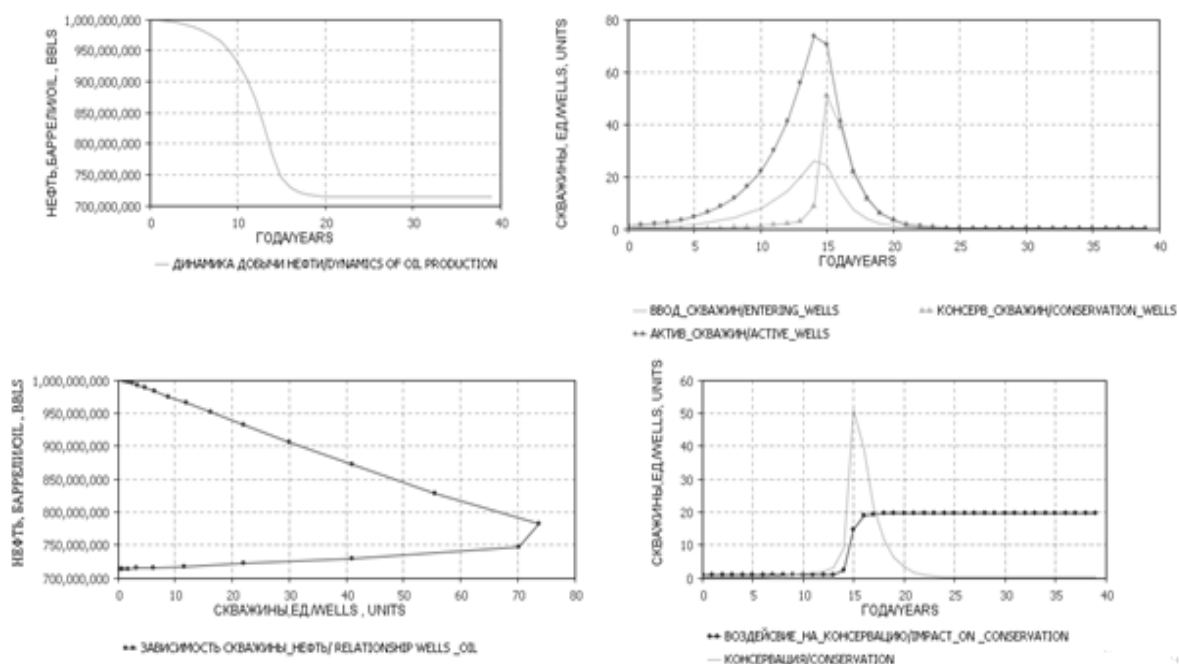 НЕФТЬ,БАРРЕЛИ/OIL , BBLS
1,000,000,000
950,000,000
900,000,000
850,000,000
800,000,000
750,000,000
700,000,000
0 10 20 30 40
ГОДА/YEARS
ДИНАМИКА ДОБЫЧИ НЕФТИ/DYNAMICS OF OIL PRODUCTION
СКВАЖИНЫ, ЕД./WELLS, UNITS
80
60
40
20
0
0 5 10 15 20 25 30 35 40
ГОДА/YEARS
ВВОД_СКВАЖИН/ENTERING_WELLS
КОНСЕРВ_СКВАЖИН/CONSERVATION_WELLS
АКТИВ_СКВАЖИН/ACTIVE_WELLS
НЕФТЬ, БАРРЕЛИ/OIL , BBLS
1,000,000,000
950,000,000
900,000,000
850,000,000
800,000,000
750,000,000
700,000,000
0 10 20 30 40 50 60 70 80
СКВАЖИНЫ,ЕД./WELLS , UNITS
ЗАВИСИМОСТЬ СКВАЖИНЫ_НЕФТЬ/ RELATIONSHIP WELLS _OIL
СКВАЖИНЫ,ЕД./WELLS, UNITS
60
50
40
30
20
10
0
0 5 10 15 20 25 30 35 40
ГОДА/YEARS
ВОЗДЕЙСВИЕ_НА_КОНСЕРВАЦИЮ/IMPACT_ON _CONSERVATION
КОНСЕРВАЦИЯ/CONSERVATION